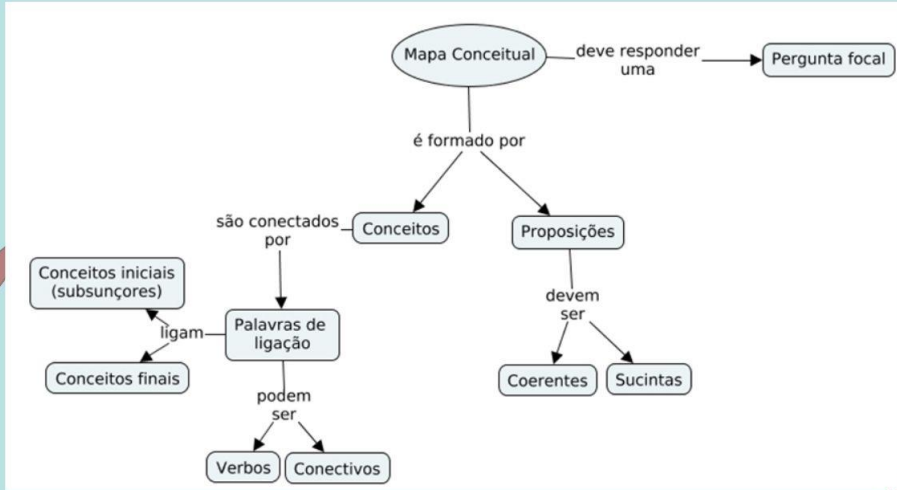 Mapa Conceitual
deve responder
uma
Pergunta focal
é formado por
são conectados
por
Conceitos
Proposições
Conceitos iniciais
(subsunçores)
ligam
Palavras de
ligação
Conceitos finais
devem
ser
Coerentes
Sucintas
podem
ser
Verbos
Conectivos